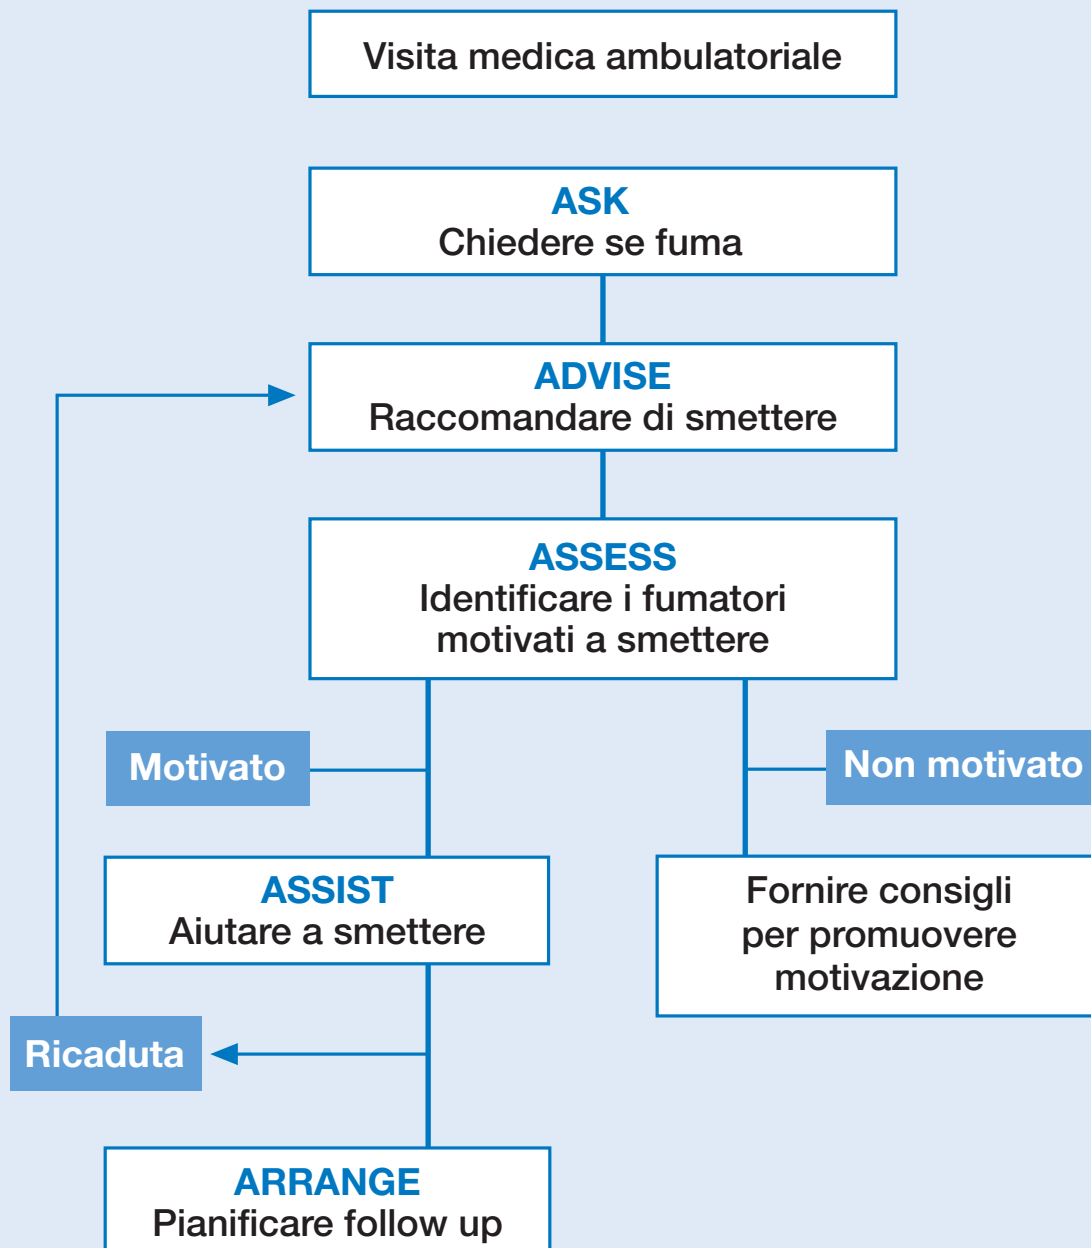 Visita medica ambulatoriale
ASK
Chiedere se fuma
ADVISE
Raccomandare di smettere
ASSESS
Identificare i fumatori
motivati a smettere
Motivato
Non motivato
ASSIST
Aiutare a smettere
Fornire consigli
per promuovere
motivazione
Ricaduta
ARRANGE
Pianificare follow up